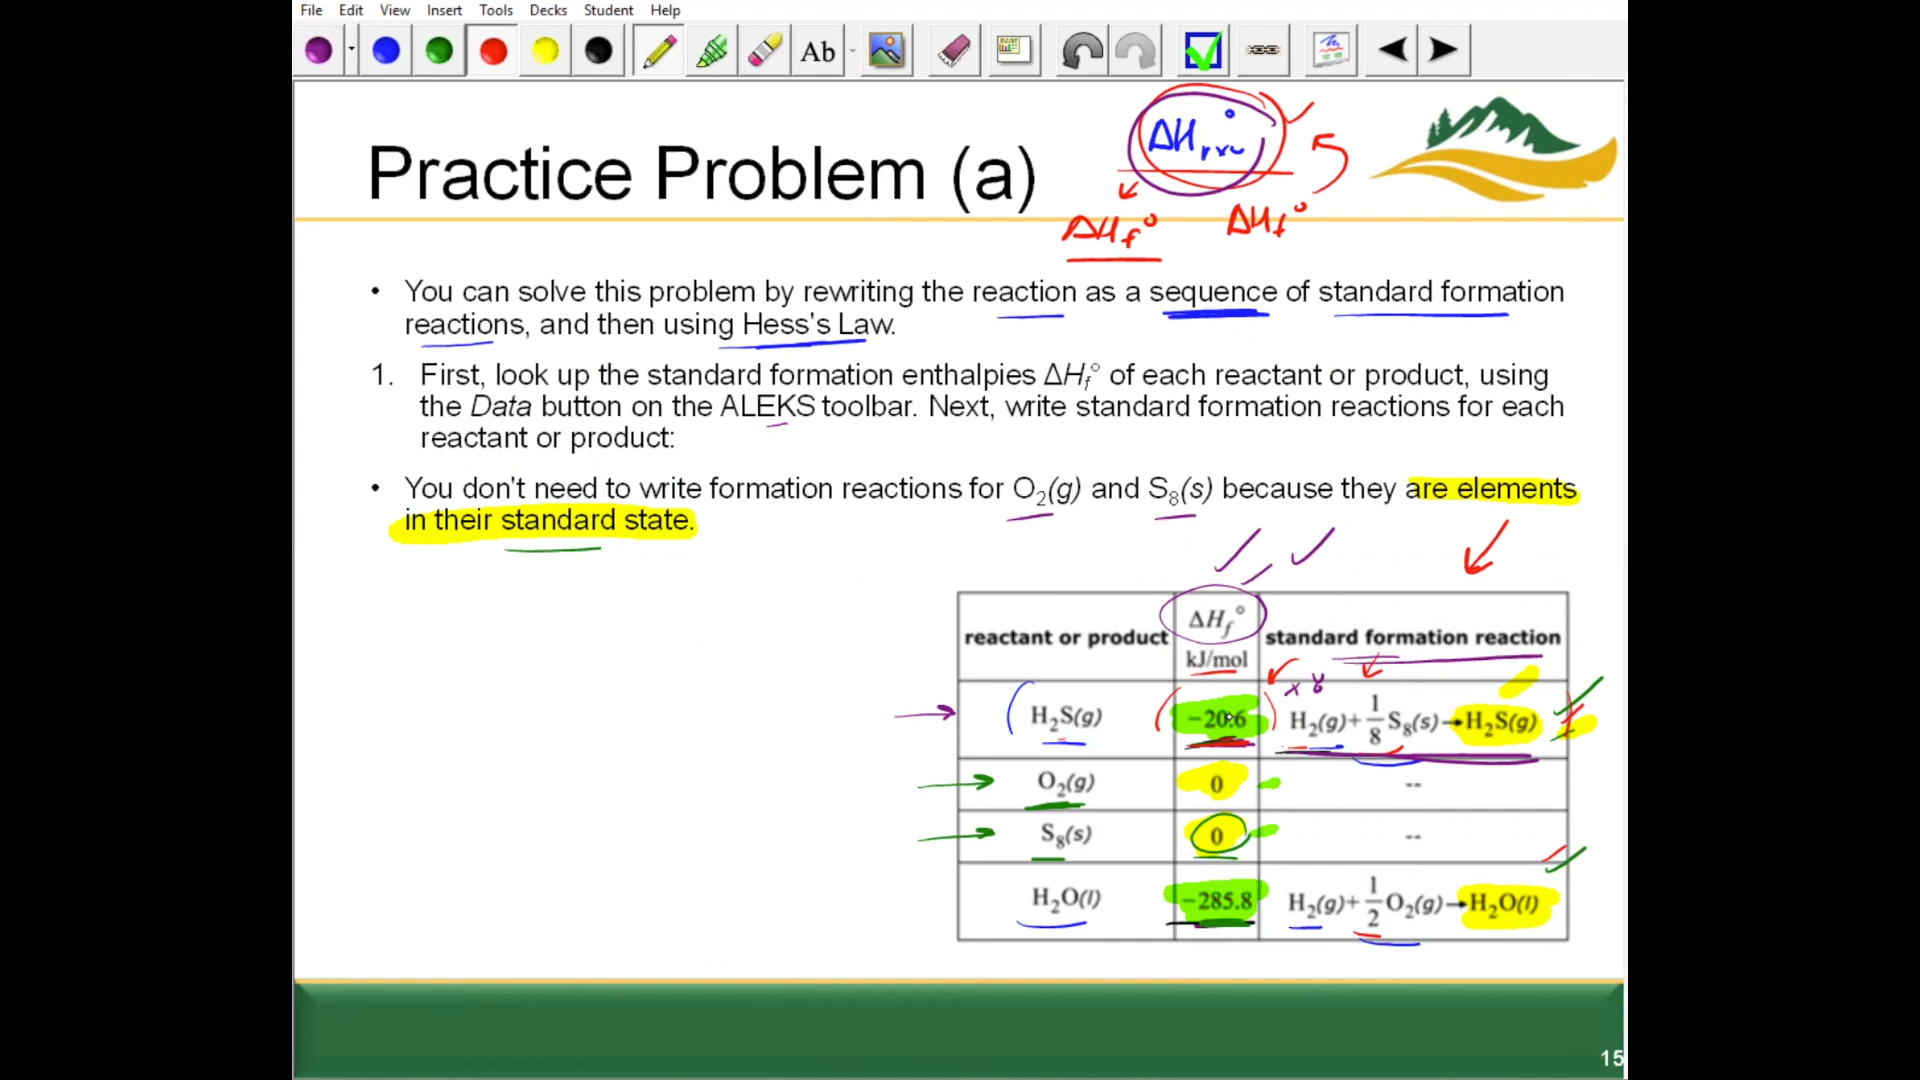 File Edit View Insert Tools Decks Student Help
Ab
Practice Problem (a)
ΔH°rxn
ΔHf° ΔHf°
• You can solve this problem by rewriting the reaction as a sequence of standard formation
reactions, and then using Hess's Law.
1. First, look up the standard formation enthalpies ΔHf° of each reactant or product, using
the Data button on the ALEKS toolbar. Next, write standard formation reactions for each
reactant or product:
• You don't need to write formation reactions for O₂(g) and S₈(s) because they are elements
in their standard state.
reactant or product ΔHf° kJ/mol standard formation reaction
x 8
H₂S(g) −20.6 H₂(g)+ 1/8 S₈(s)→H₂S(g)
O₂(g) 0 --
S₈(s) 0 --
H₂O(l) −285.8 H₂(g)+ 1/2 O₂(g)→H₂O(l)
15